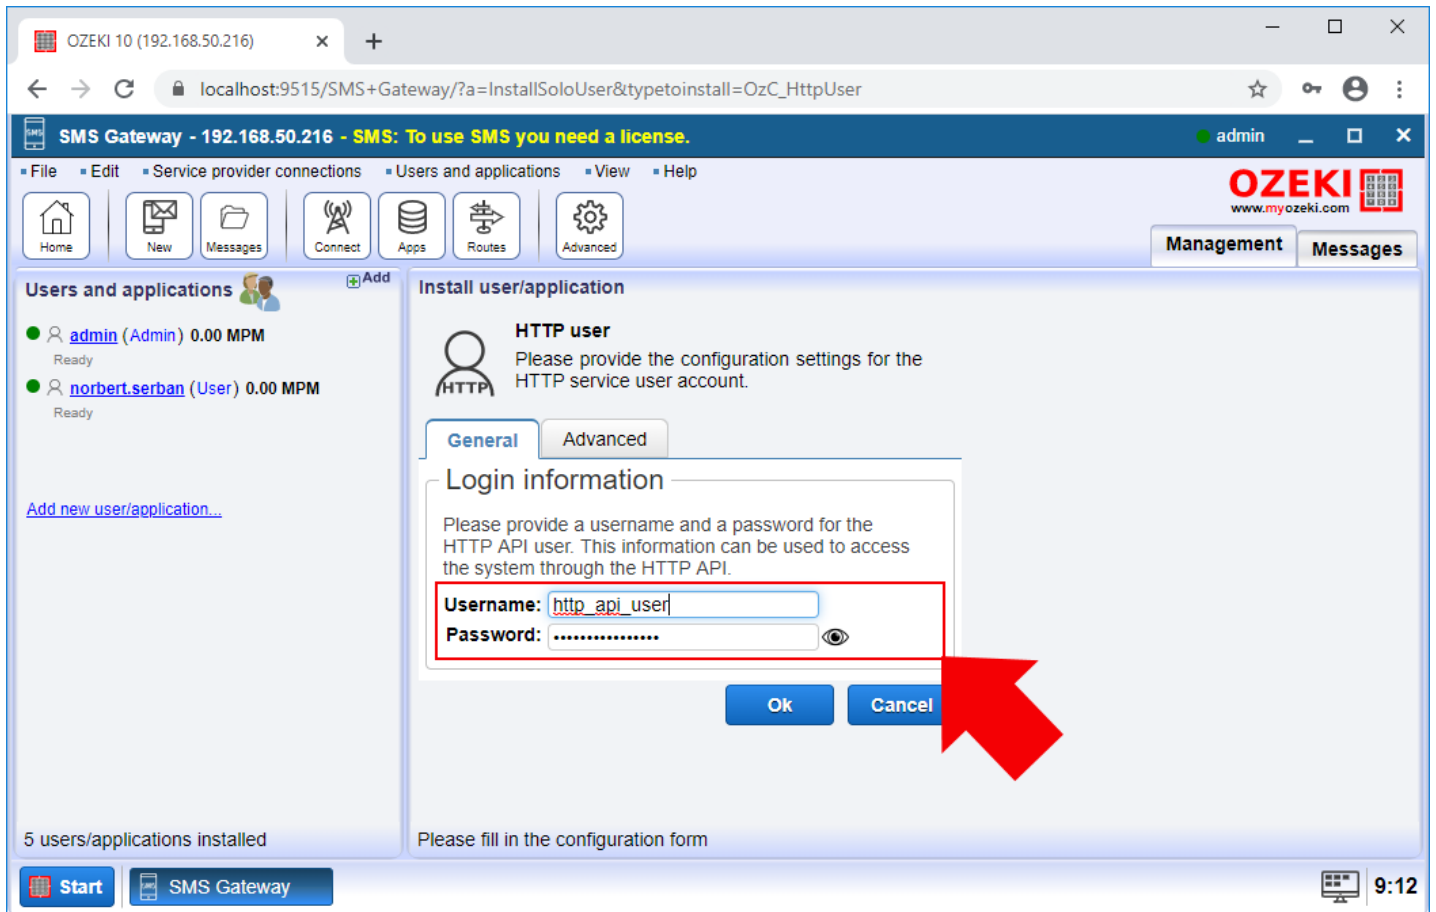 OZEKI 10 (192.168.50.216)
localhost:9515/SMS+Gateway/?a=InstallSoloUser&typetoinstall=OzC_HttpUser
SMS
SMS Gateway - 192.168.50.216 - SMS: To use SMS you need a license.
admin
File Edit Service provider connections Users and applications View Help
OZEKI
www.myozeki.com
Home New Messages Connect Apps Routes Advanced
Management Messages
Users and applications
Add
admin (Admin) 0.00 MPM
Ready
norbert.serban (User) 0.00 MPM
Ready
Add new user/application...
5 users/applications installed
Install user/application
HTTP
HTTP user
Please provide the configuration settings for the
HTTP service user account.
General Advanced
Login information
Please provide a username and a password for the
HTTP API user. This information can be used to access
the system through the HTTP API.
Username: http_api_user
Password: ••••••••••••••••
Ok Cancel
Please fill in the configuration form
Start
SMS
SMS Gateway
9:12